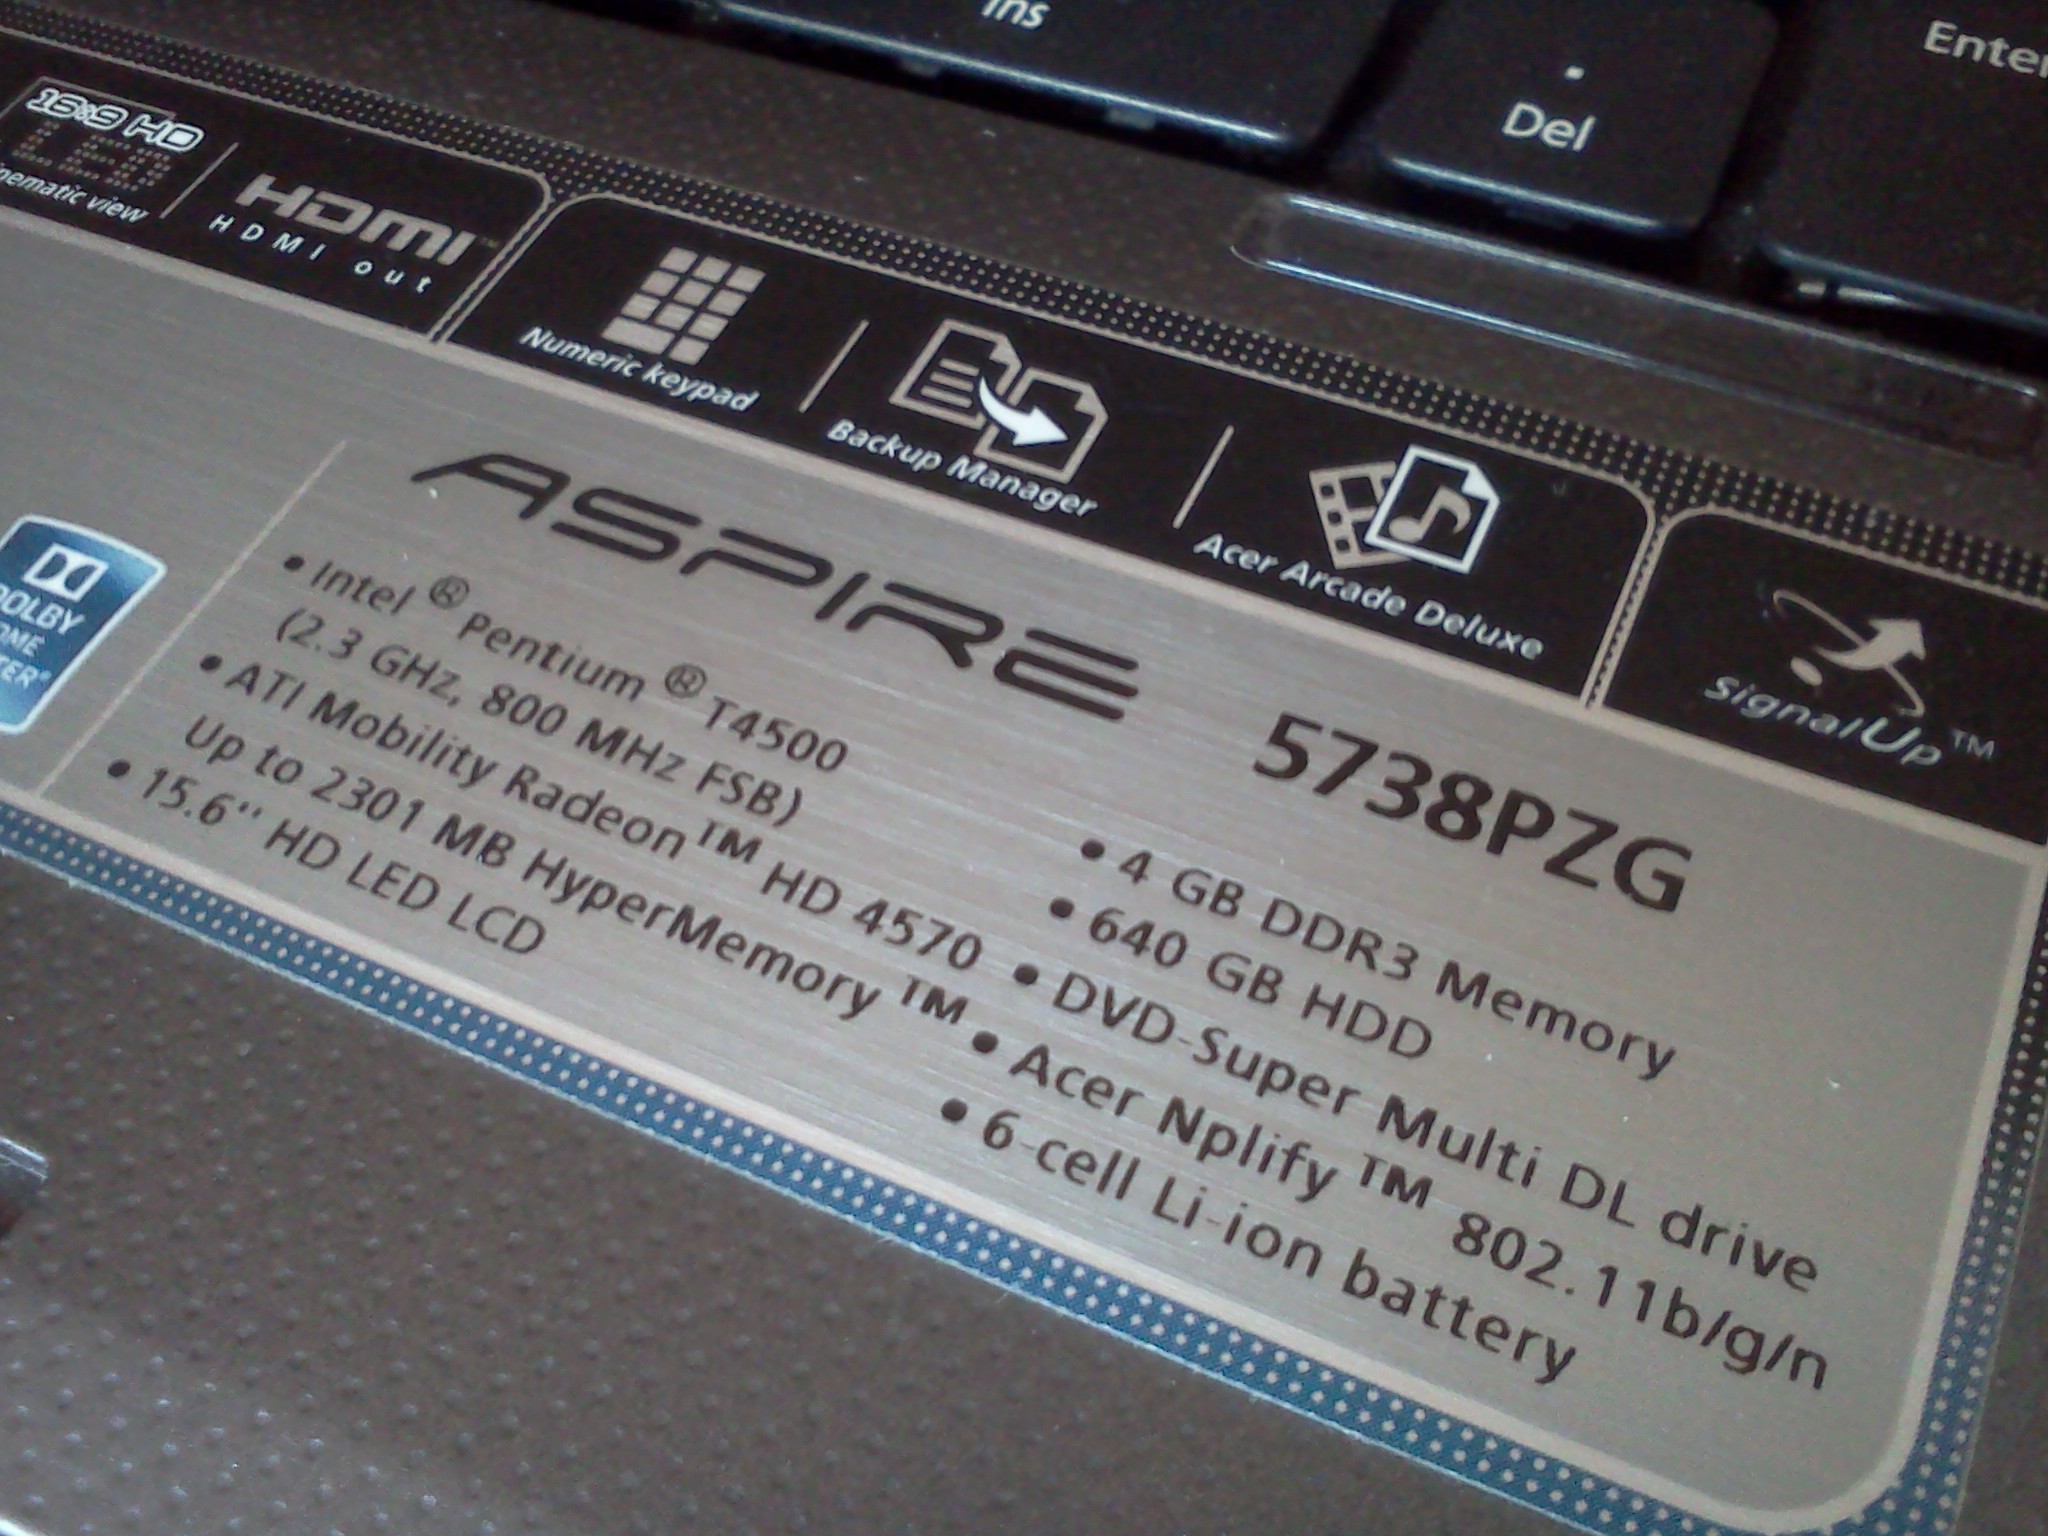 Ins
.
Del
Enter
16:9 HD
view
HDMI
HDMI out
Numeric keypad
Backup Manager
Acer Arcade Deluxe
SignalUp™
ASPIRE 5738PZG
• Intel® Pentium® T4500
(2.3 GHz, 800 MHz FSB)
• ATI Mobility Radeon™ HD 4570
Up to 2301 MB HyperMemory™
• 15.6'' HD LED LCD
• 4 GB DDR3 Memory
• 640 GB HDD
• DVD-Super Multi DL drive
• Acer Nplify™ 802.11b/g/n
• 6-cell Li-ion battery
DOLBY